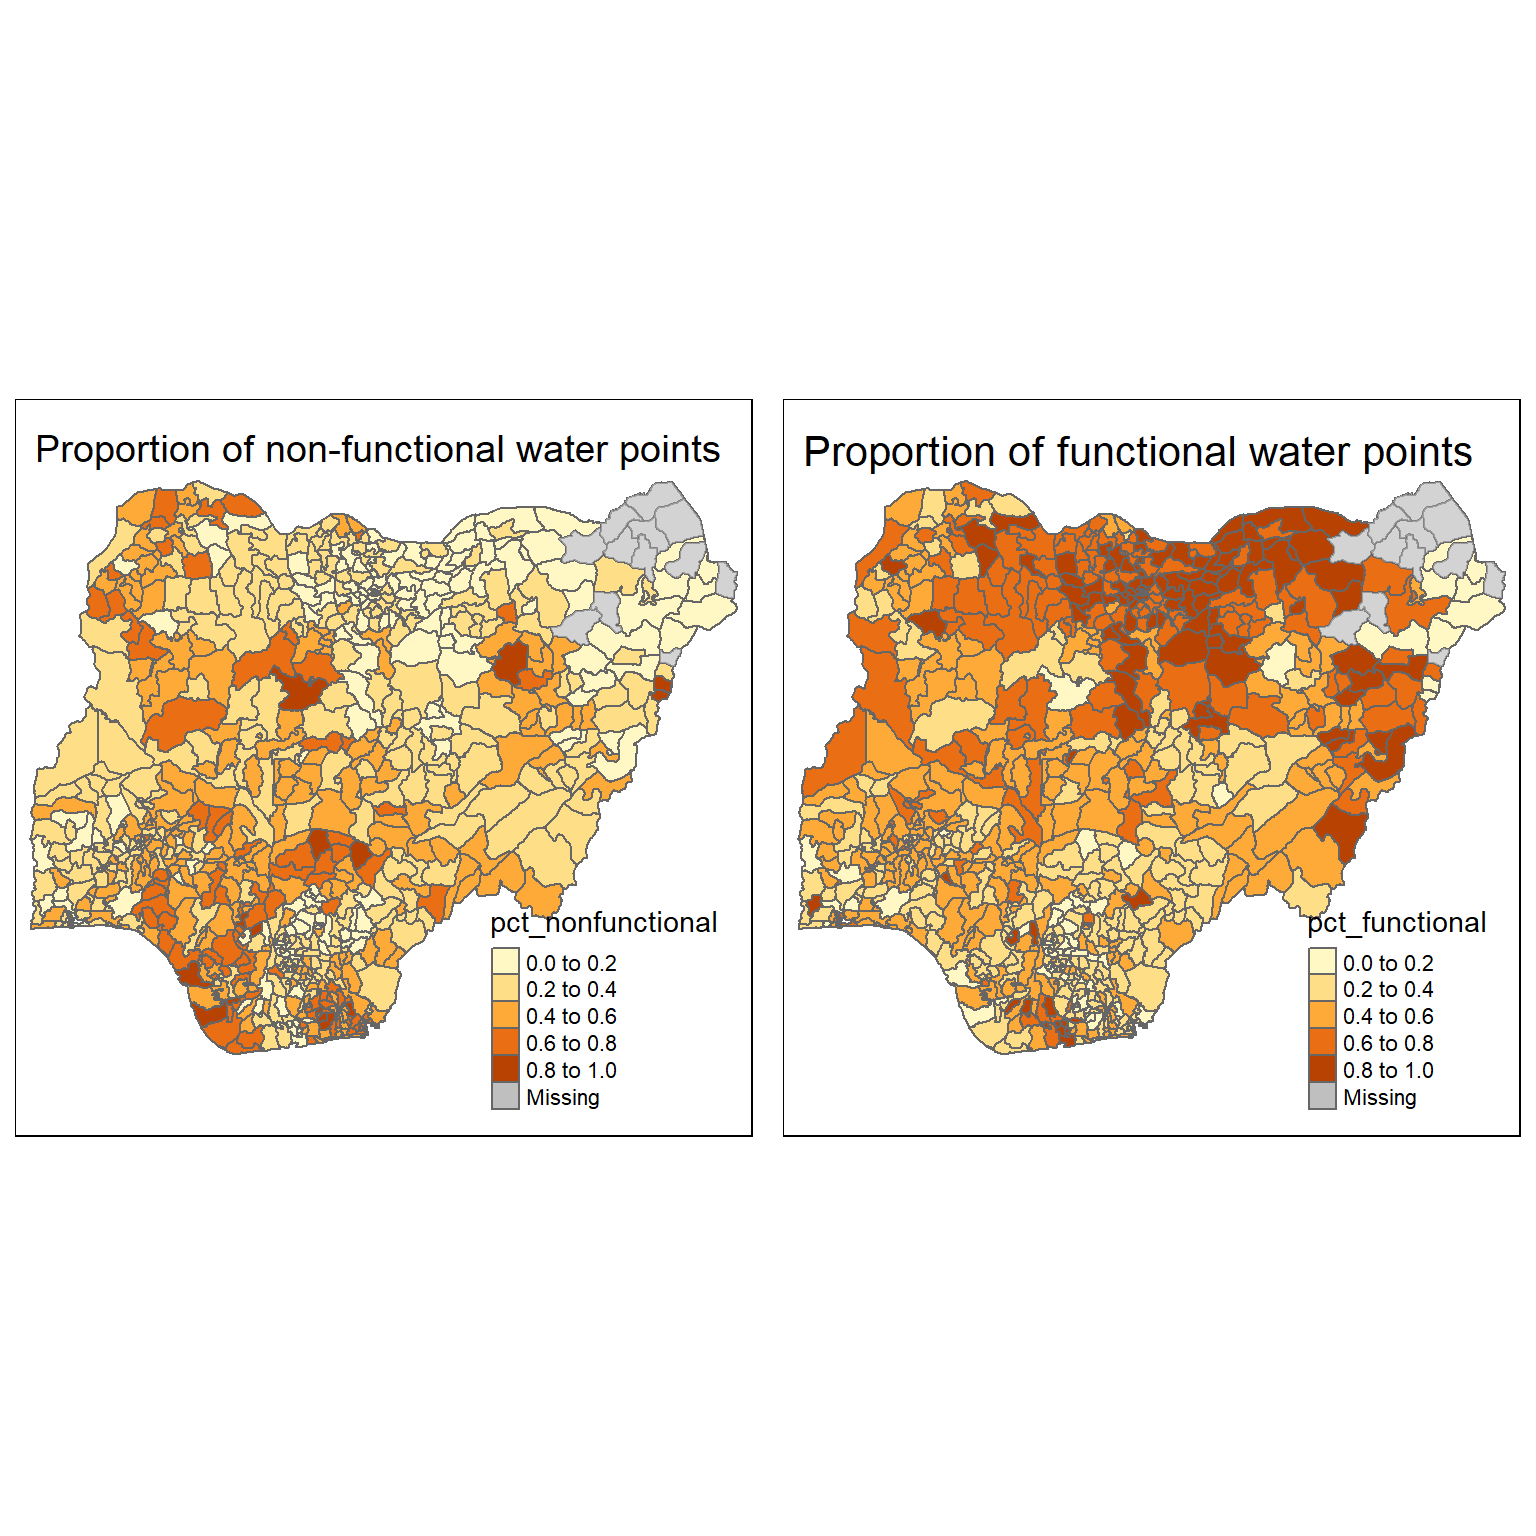 Proportion of non-functional water points
pct_nonfunctional
0.0 to 0.2
0.2 to 0.4
0.4 to 0.6
0.6 to 0.8
0.8 to 1.0
Missing
Proportion of functional water points
pct_functional
0.0 to 0.2
0.2 to 0.4
0.4 to 0.6
0.6 to 0.8
0.8 to 1.0
Missing